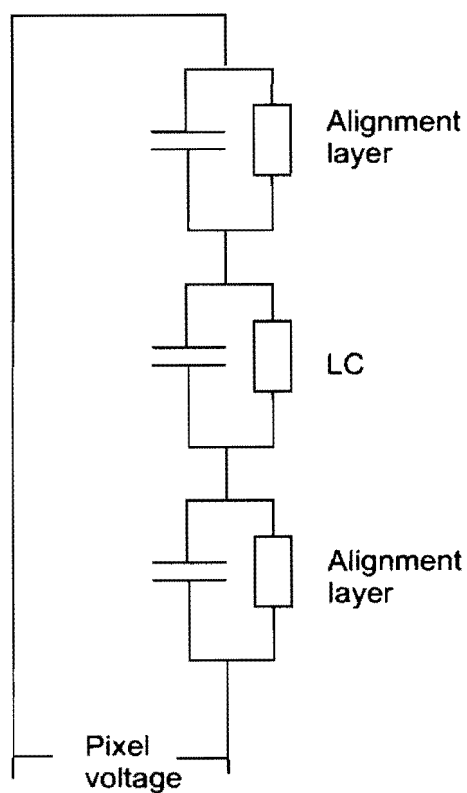 Alignment
layer
LC
Alignment
layer
Pixel
voltage